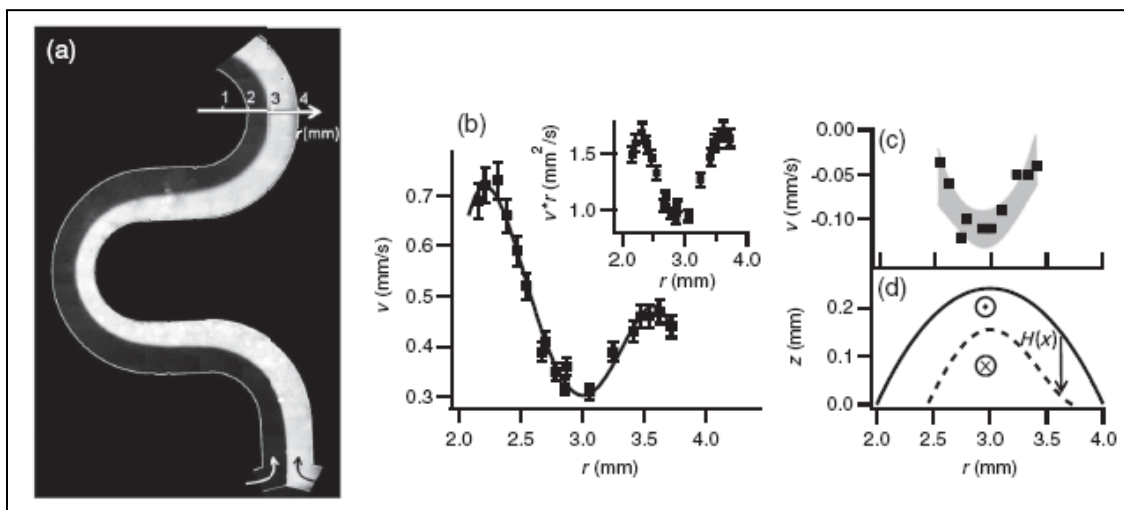 (a)
1 2 3 4
r(mm)
(b)
v*r (mm²/s)
1.5
1.0
2.0 3.0 4.0
r (mm)
v (mm/s)
0.7
0.6
0.5
0.4
0.3
2.0 2.5 3.0 3.5 4.0
r (mm)
(c)
v (mm/s)
0.00
-0.05
-0.10
(d)
z (mm)
0.2
0.1
0.0
H(x)
2.0 2.5 3.0 3.5 4.0
r (mm)